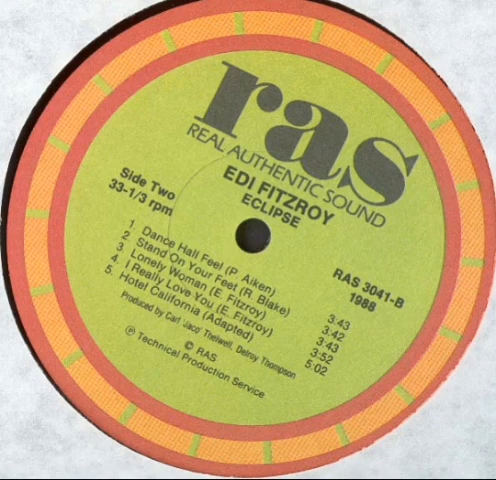 ras
REAL AUTHENTIC SOUND
EDI FITZROY
ECLIPSE
Side Two
33-1/3 rpm
RAS 3041-B
1988
1 Dance Hall Feel (P. Aiken) 3:43
2 Stand On Your Feet (R. Blake) 3:42
3. Lonely Woman (E. Fitzroy) 3:43
4. I Really Love You (E. Fitzroy) 3:52
5. Hotel California (Adapted) 5:02
Produced by Carl 'Jaco' Thelwell, Delroy Thompson
© RAS
℗ Technical Production Service